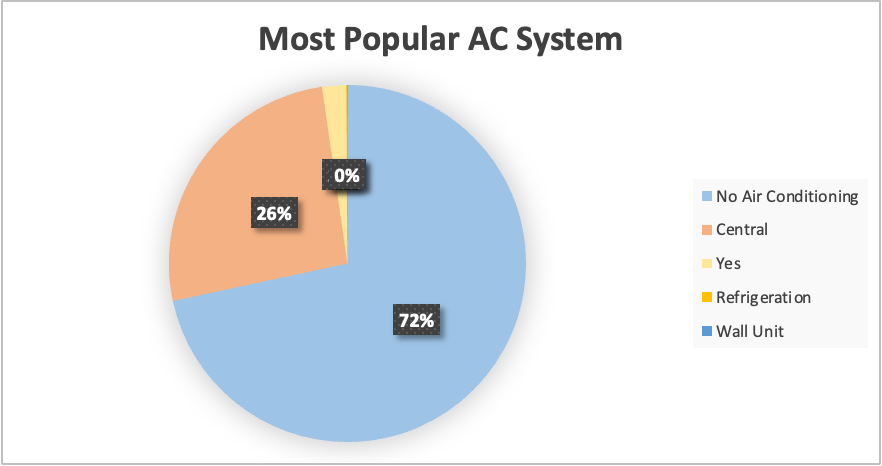 Most Popular AC System
0%
26%
72%
No Air Conditioning
Central
Yes
Refrigeration
Wall Unit